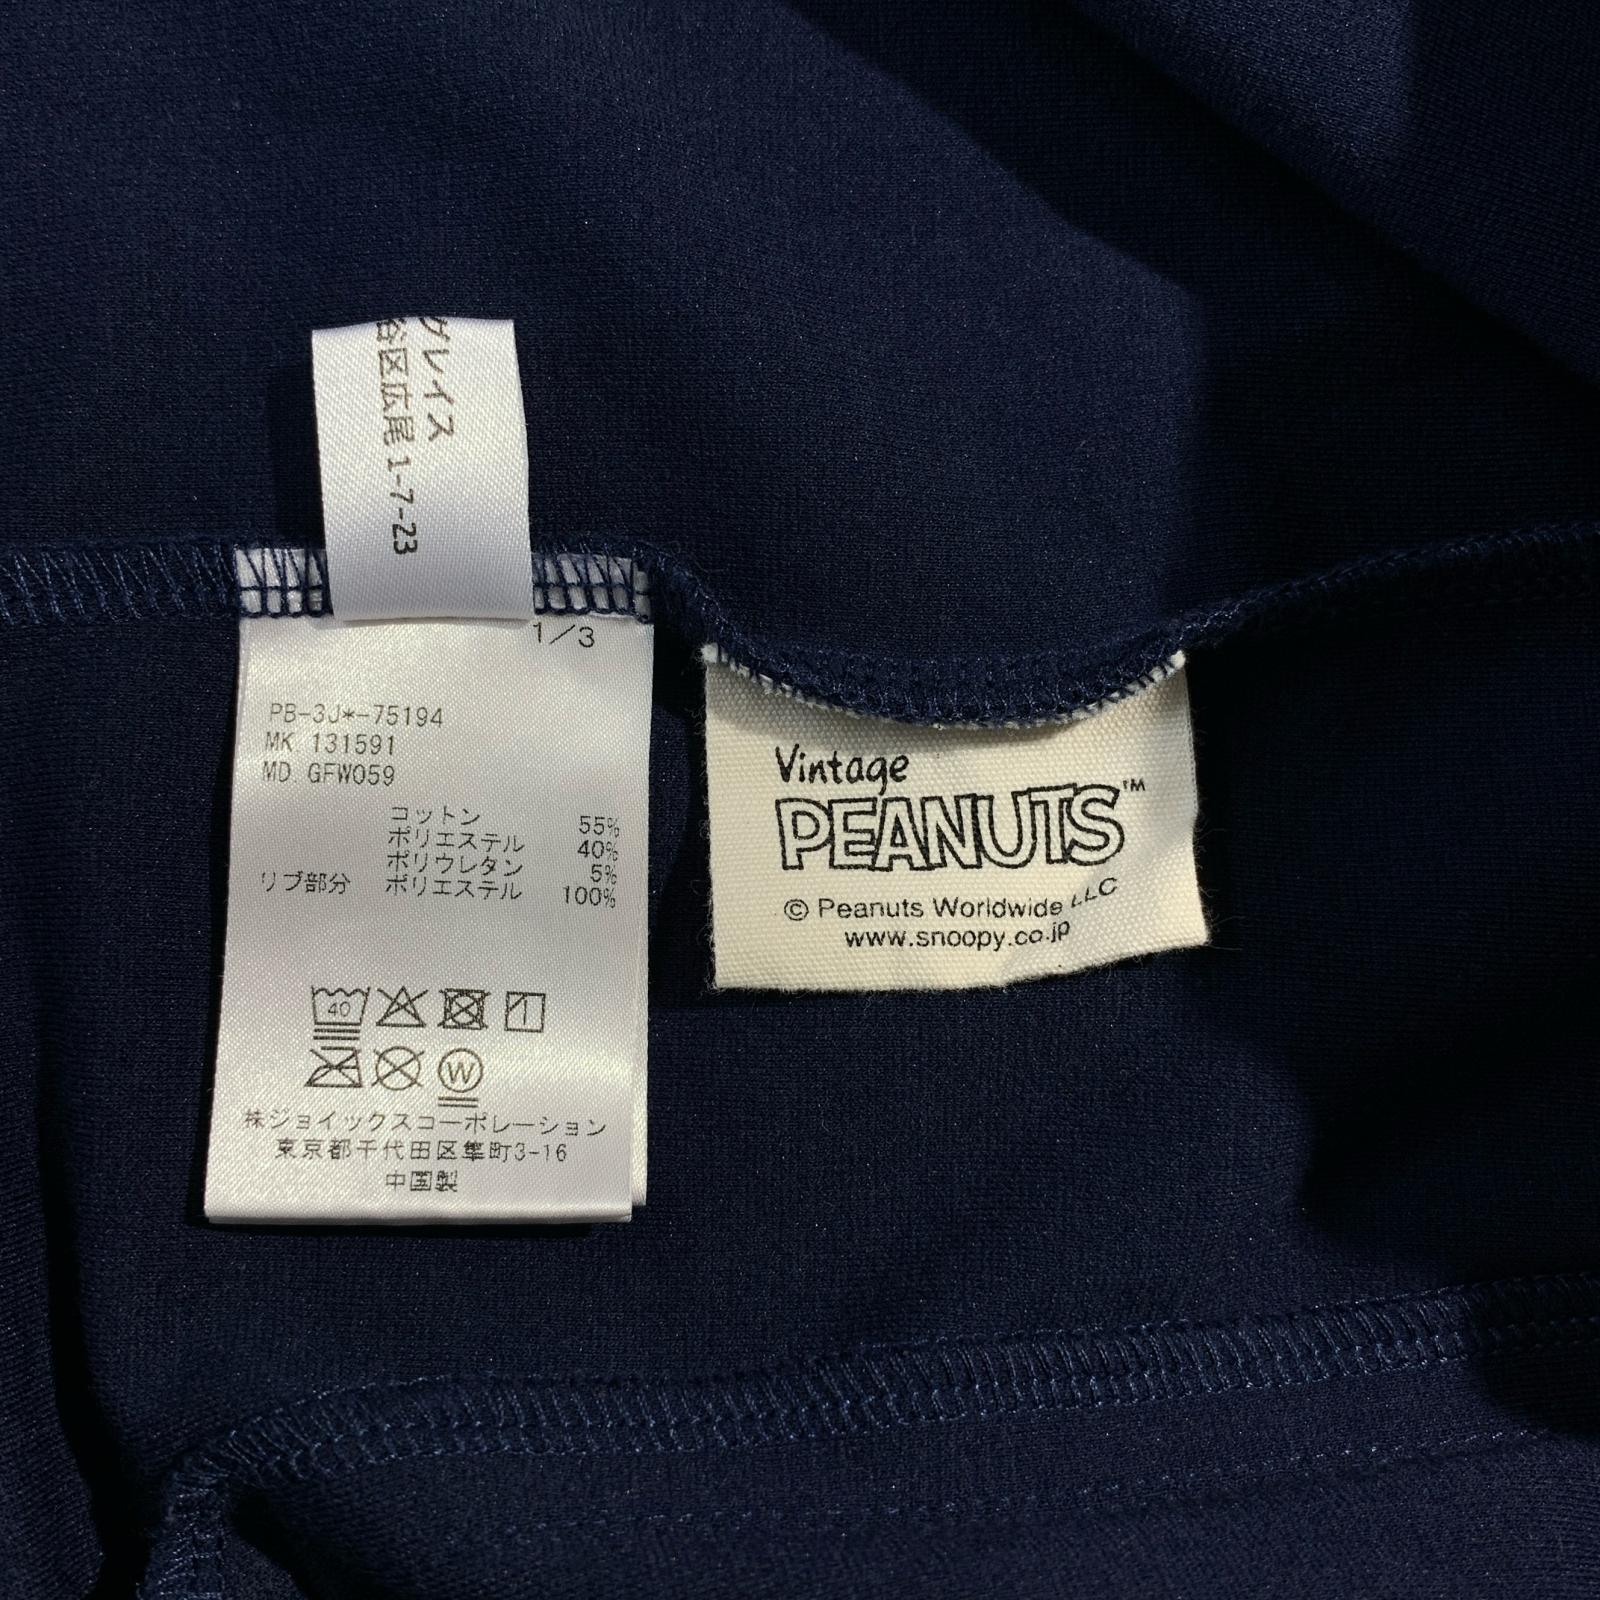 グレイス
谷区広尾 1-7-23
1/3
PB-3J*-75194
MK. 131591
MD. GFW059
コットン 55%
ポリエステル 40%
ポリウレタン 5%
リブ部分 ポリエステル 100%
40
W
株ジョイックスコーポレーション
東京都千代田区隼町3-16
中国製
Vintage
PEANUTS™
© Peanuts Worldwide LLC
www.snoopy.co.jp